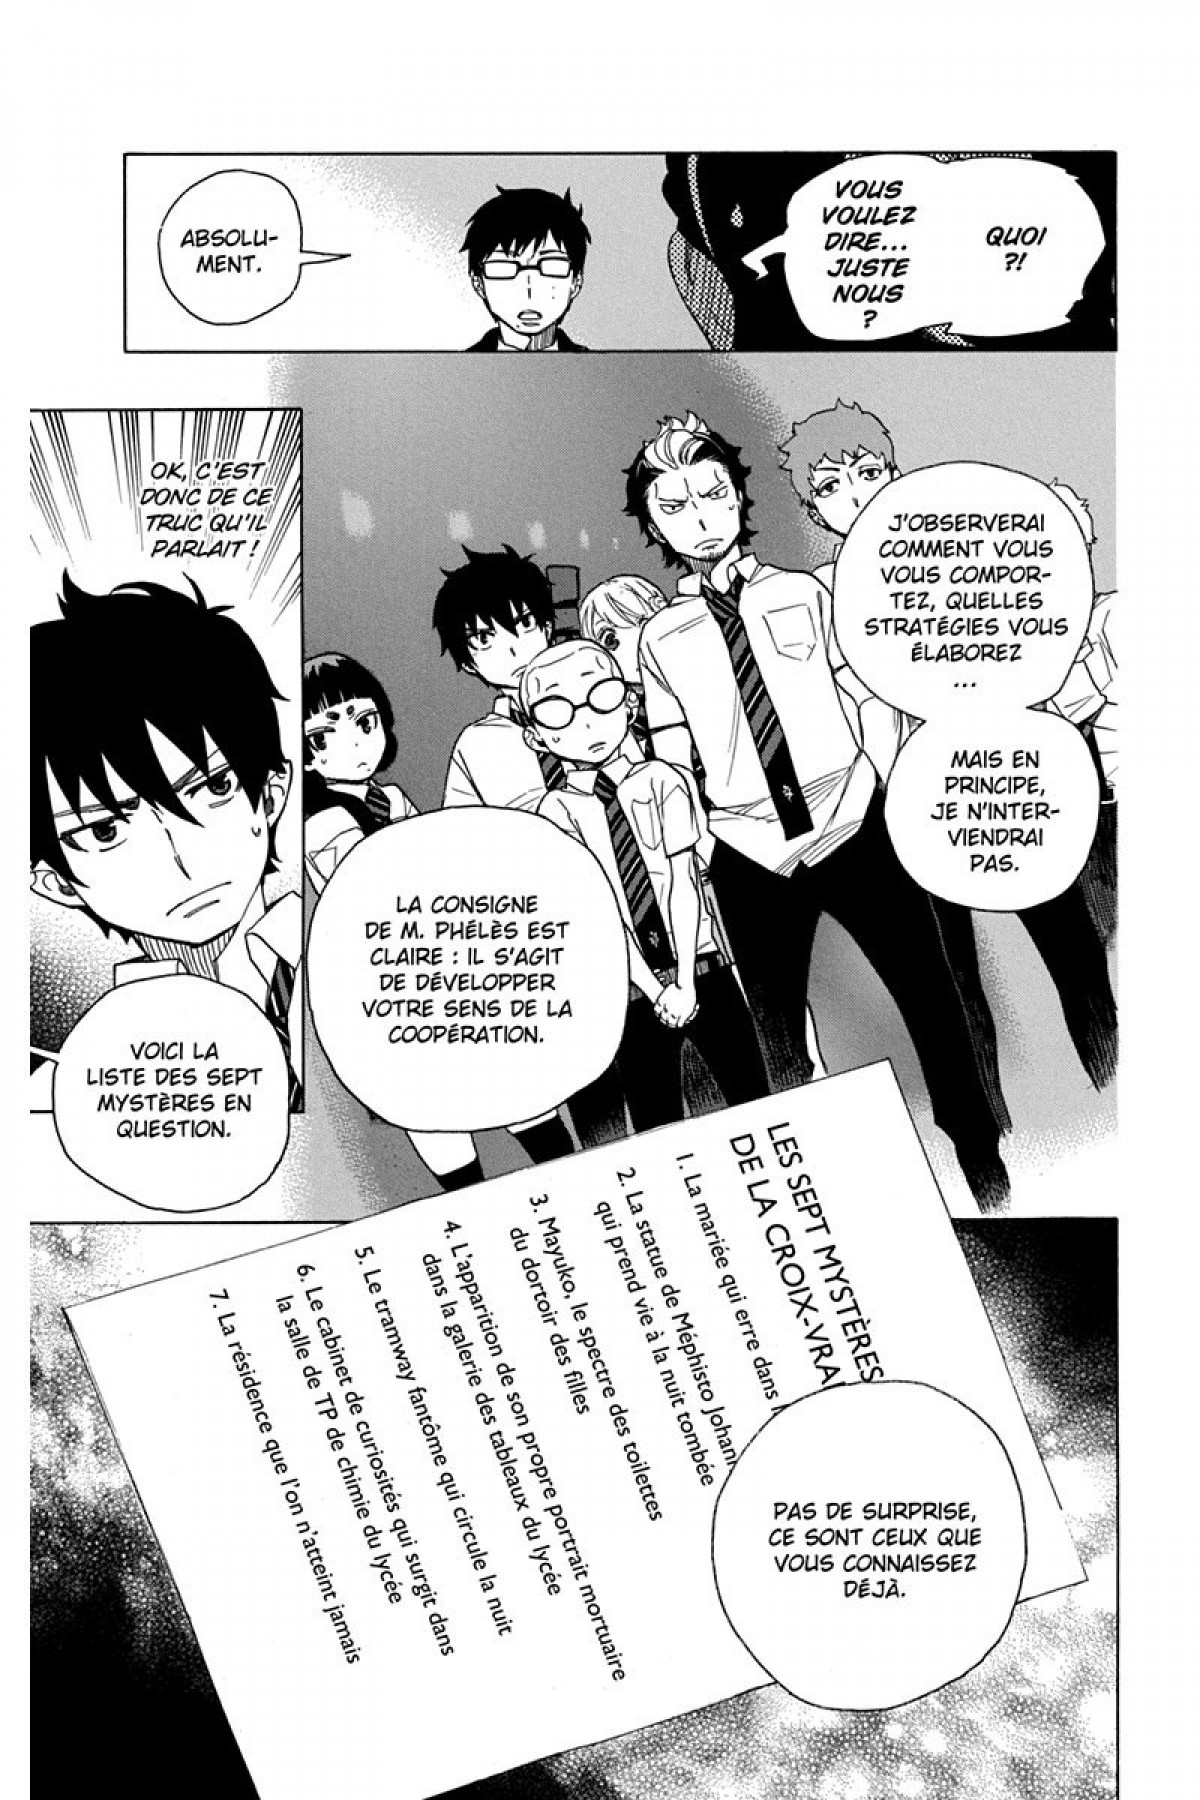 QUOI
?!
VOUS
VOULEZ
DIRE...
JUSTE
NOUS
?
ABSOLU-
MENT.
J'OBSERVERAI
COMMENT VOUS
VOUS COMPOR-
TEZ, QUELLES
STRATÉGIES VOUS
ÉLABOREZ
...
MAIS EN
PRINCIPE,
JE N'INTER-
VIENDRAI
PAS.
LA CONSIGNE
DE M. PHÉLÈS EST
CLAIRE : IL S'AGIT
DE DÉVELOPPER
VOTRE SENS DE LA
COOPÉRATION.
OK, C'EST
DONC DE CE
TRUC QU'IL
PARLAIT !
VOICI LA
LISTE DES SEPT
MYSTÈRES EN
QUESTION.
LES SEPT MYSTÈRES
DE LA CROIX-VRAI
1. La mariée qui erre dans
2. La statue de Méphisto Johann
qui prend vie à la nuit tombée
3. Mayuko, le spectre des toilettes
du dortoir des filles
4. L'apparition de son propre portrait mortuaire
dans la galerie des tableaux du lycée
5. Le tramway fantôme qui circule la nuit
6. Le cabinet de curiosités qui surgit dans
la salle de TP de chimie du lycée
7. La résidence que l'on n'atteint jamais
PAS DE SURPRISE,
CE SONT CEUX QUE
VOUS CONNAISSEZ
DÉJÀ.